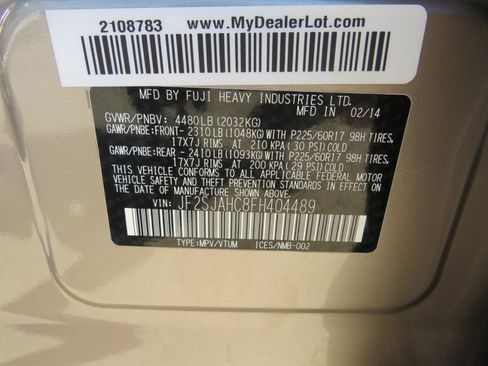 2108783 www.MyDealerLot.com
MFD BY FUJI HEAVY INDUSTRIES LTD.
MFD IN JAPAN 02/14
GVWR/PNBV: 4480LB(2032KG)
GAWR/PNBE:FRONT- 2310LB(1048KG)WITH P225/60R17 98H TIRES,
17X7J RIMS AT 210 KPA( 30 PSI)COLD
GAWR/PNBE:REAR - 2410LB(1093KG)WITH P225/60R17 98H TIRES,
17X7J RIMS AT 200 KPA( 29 PSI)COLD
THIS VEHICLE CONFORMS TO ALL APPLICABLE FEDERAL MOTOR
VEHICLE SAFETY AND THEFT PREVENTION STANDARDS IN EFFECT ON THE
DATE OF MANUFACTURE SHOWN ABOVE.
VIN: JF2SJAHC8FH404489
TYPE:MPV/VTUM ICES/NMB-002